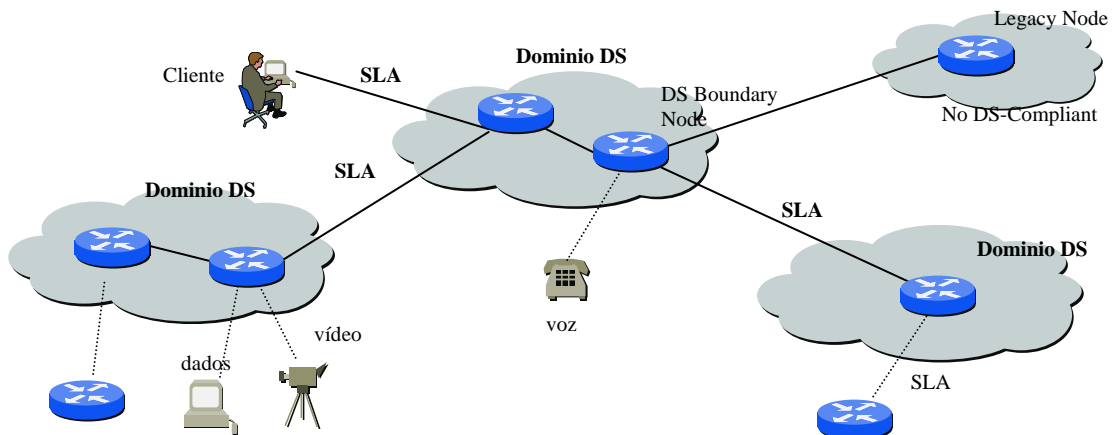 Legacy Node
Dominio DS
Cliente
SLA
DS Boundary
Node
No DS-Compliant
SLA
Dominio DS
SLA
Dominio DS
voz
vídeo
dados
SLA